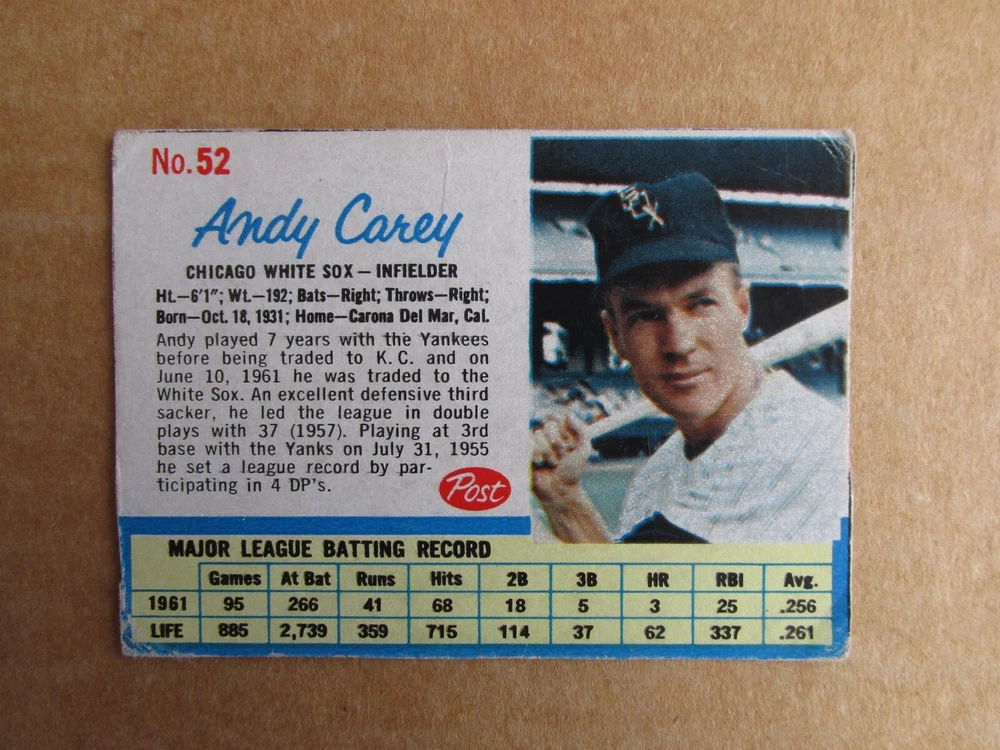 No. 52
Andy Carey
CHICAGO WHITE SOX – INFIELDER
Ht.–6'1"; Wt.–192; Bats–Right; Throws–Right;
Born–Oct. 18, 1931; Home–Carona Del Mar, Cal.
Andy played 7 years with the Yankees
before being traded to K. C. and on
June 10, 1961 he was traded to the
White Sox. An excellent defensive third
sacker, he led the league in double
plays with 37 (1957). Playing at 3rd
base with the Yanks on July 31, 1955
he set a league record by par-
ticipating in 4 DP's.
Post
SOX
MAJOR LEAGUE BATTING RECORD
Games At Bat Runs Hits 2B 3B HR RBI Avg.
1961 95 266 41 68 18 5 3 25 .256
LIFE 885 2,739 359 715 114 37 62 337 .261